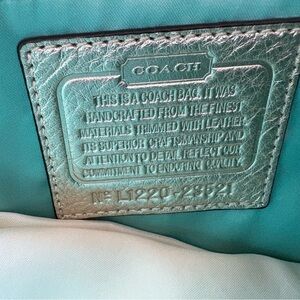 COACH
THIS IS A COACH BAG. IT WAS
HANDCRAFTED FROM THE FINEST
MATERIALS TRIMMED WITH LEATHER
ITS SUPERIOR CRAFTSMANSHIP AND
ATTENTION TO DETAIL REFLECT OUR
COMMITMENT TO ENDURING QUALITY.
Nº L1220-23621